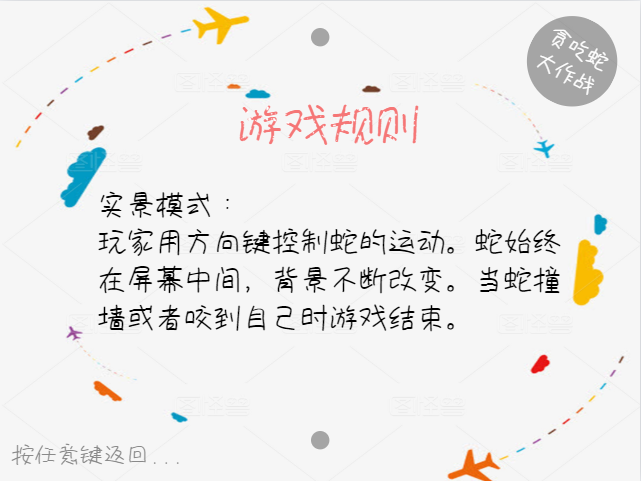 贪吃蛇
大作战
游戏规则
实景模式：
玩家用方向键控制蛇的运动。蛇始终
在屏幕中间，背景不断改变。当蛇撞
墙或者咬到自己时游戏结束。
按任意键返回...